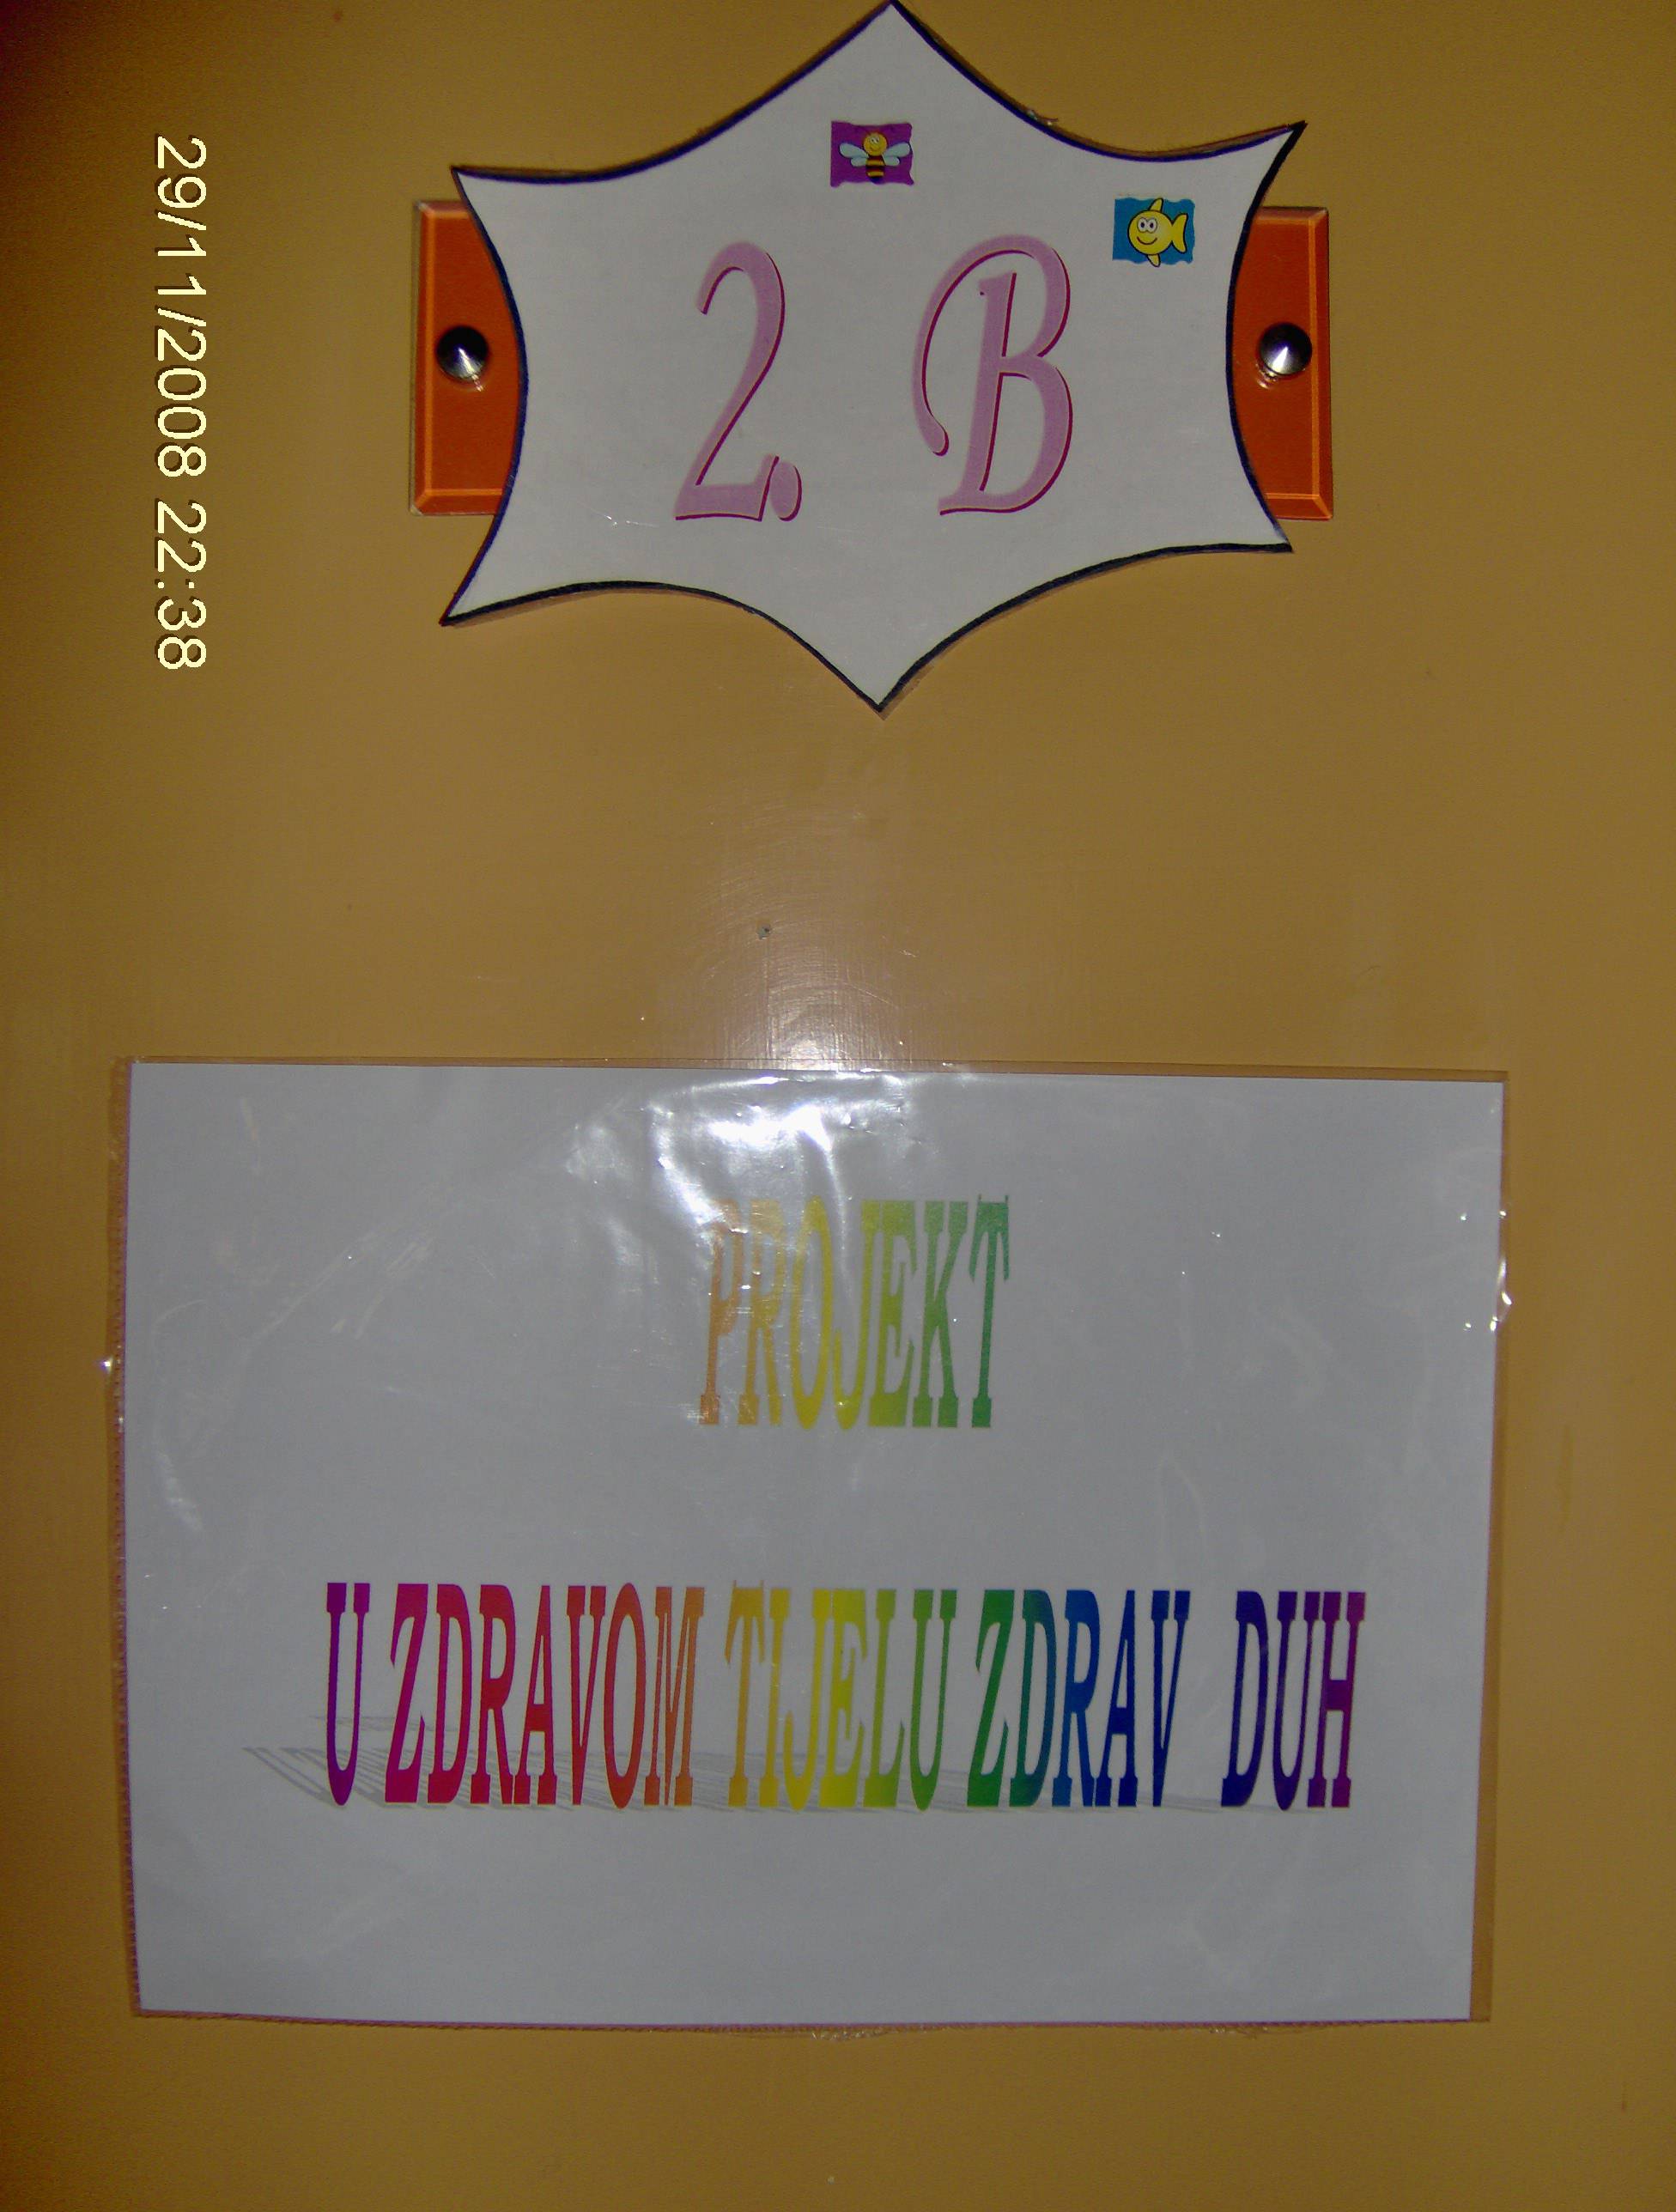 2. B
PROJEKT
U ZDRAVOM TIJELU ZDRAV DUH
29/11/2008 22:38